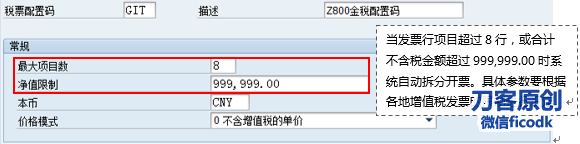 税票配置码 GIT 描述 Z800金税配置码
常规
最大项目数 8
净值限制 999,999.00
本币 CNY
价格模式 0 不含增值税的单价
当发票行项目超过 8 行，或合计
不含税金额超过 999,999.00 时系
统自动拆分开票。具体参数要根据
各地增值税发票
刀客原创
微信ficodk